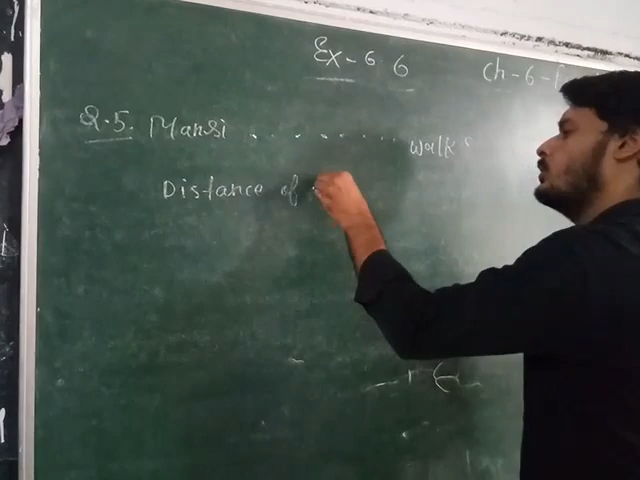 Ex - 6.6
Ch - 6 -
Q.5. Mansi ......... walks
Distance of